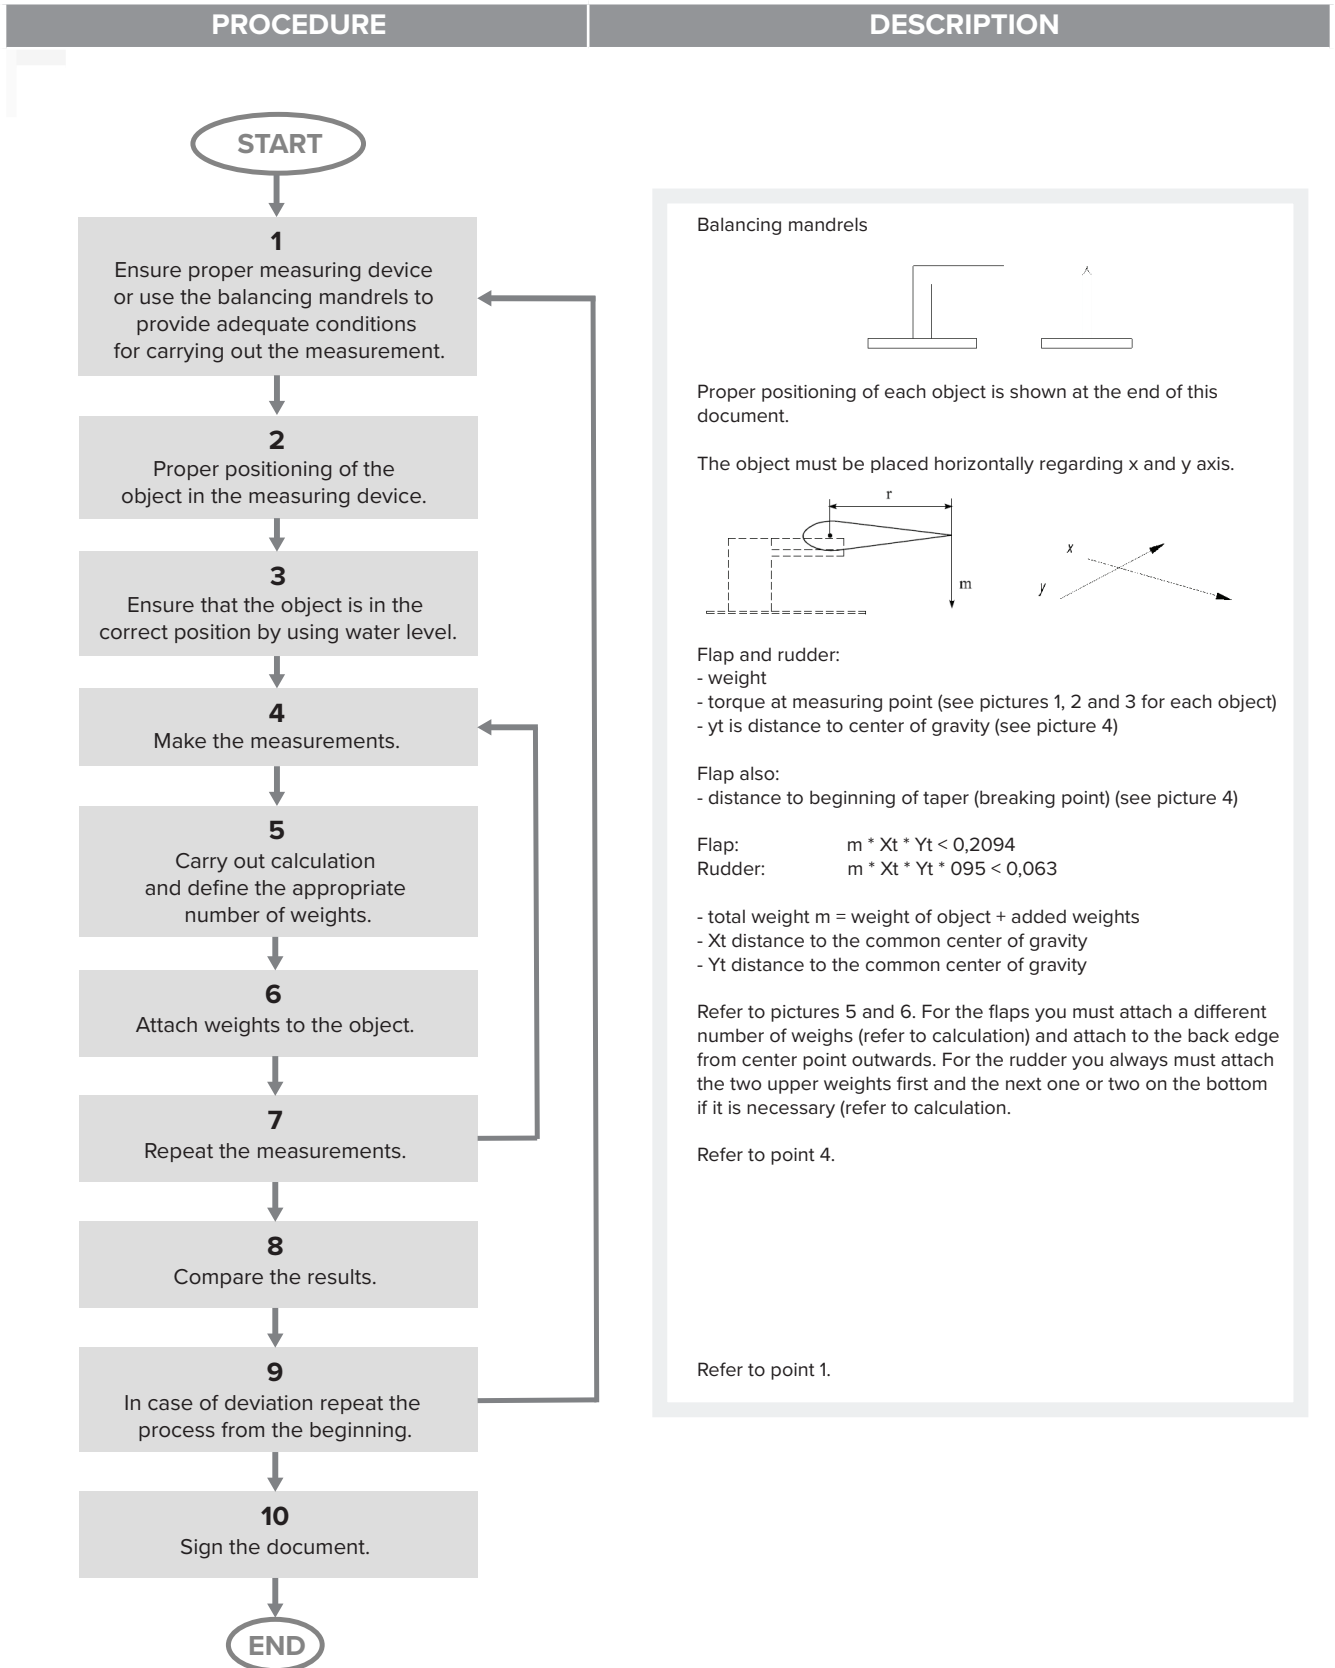 PROCEDURE
DESCRIPTION
START
1
Ensure proper measuring device
or use the balancing mandrels to
provide adequate conditions
for carrying out the measurement.
2
Proper positioning of the
object in the measuring device.
3
Ensure that the object is in the
correct position by using water level.
4
Make the measurements.
5
Carry out calculation
and define the appropriate
number of weights.
6
Attach weights to the object.
7
Repeat the measurements.
8
Compare the results.
9
In case of deviation repeat the
process from the beginning.
10
Sign the document.
END
Balancing mandrels
Proper positioning of each object is shown at the end of this
document.
The object must be placed horizontally regarding x and y axis.
r
m
x
y
Flap and rudder:
- weight
- torque at measuring point (see pictures 1, 2 and 3 for each object)
- yt is distance to center of gravity (see picture 4)
Flap also:
- distance to beginning of taper (breaking point) (see picture 4)
Flap: m * Xt * Yt < 0,2094
Rudder: m * Xt * Yt * 095 < 0,063
- total weight m = weight of object + added weights
- Xt distance to the common center of gravity
- Yt distance to the common center of gravity
Refer to pictures 5 and 6. For the flaps you must attach a different
number of weighs (refer to calculation) and attach to the back edge
from center point outwards. For the rudder you always must attach
the two upper weights first and the next one or two on the bottom
if it is necessary (refer to calculation.
Refer to point 4.
Refer to point 1.